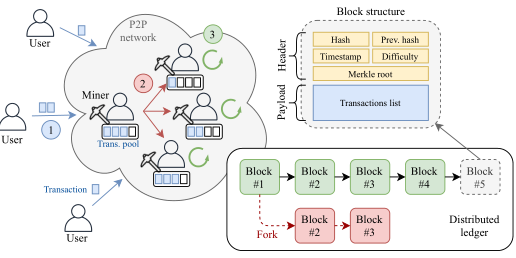 Block structure
User
P2P
network
3
Header
Hash
Prev. hash
Timestamp
Difficulty
Merkle root
Payload
Transactions list
2
Miner
User
1
Trans. pool
Transaction
User
Block
#1
Block
#2
Block
#3
Block
#4
Block
#5
Fork
Block
#2
Block
#3
Distributed
ledger